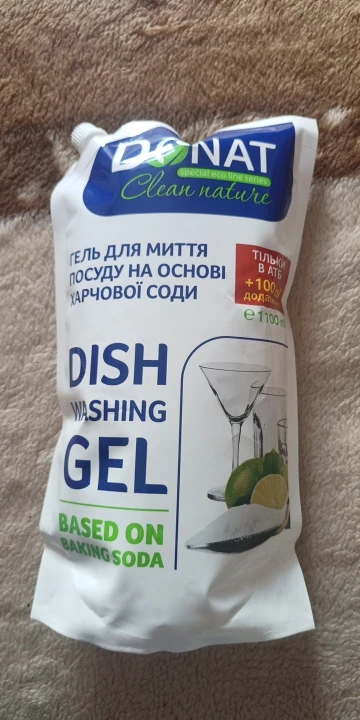 DONAT
special eco line series
Clean nature
ГЕЛЬ ДЛЯ МИТТЯ
ПОСУДУ НА ОСНОВІ
ХАРЧОВОЇ СОДИ
ТІЛЬКИ
В АТБ
+100ml
℮ 1100 ml
DISH
WASHING
GEL
BASED ON
BAKING SODA